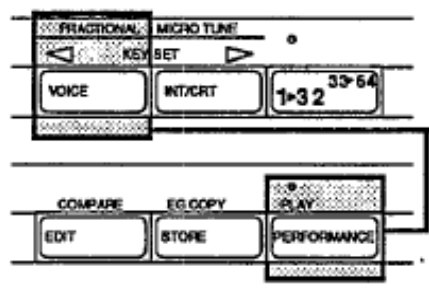 FRACTIONAL MICRO TUNE
KEY SET
VOICE INT/CRT 1▸32 33▸64
COMPARE EG COPY PLAY
EDIT STORE PERFORMANCE